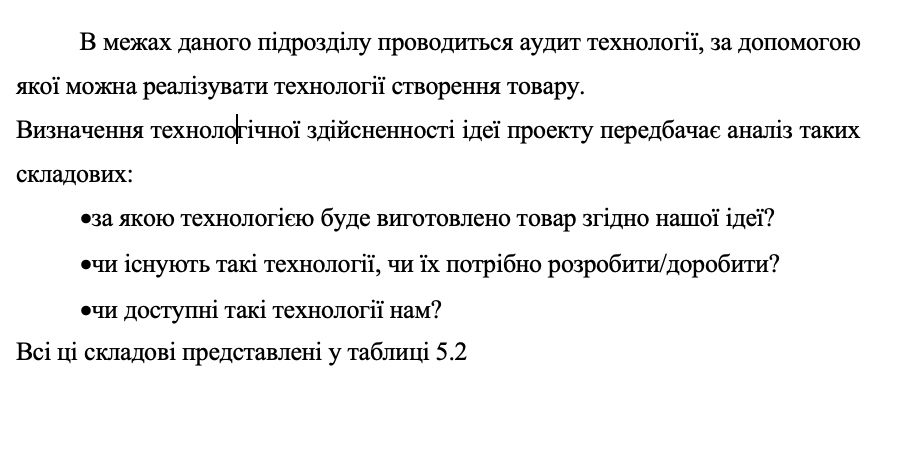 В межах даного підрозділу проводиться аудит технології, за допомогою
якої можна реалізувати технології створення товару.
Визначення технологічної здійсненності ідеї проекту передбачає аналіз таких
складових:
•за якою технологією буде виготовлено товар згідно нашої ідеї?
•чи існують такі технології, чи їх потрібно розробити/доробити?
•чи доступні такі технології нам?
Всі ці складові представлені у таблиці 5.2